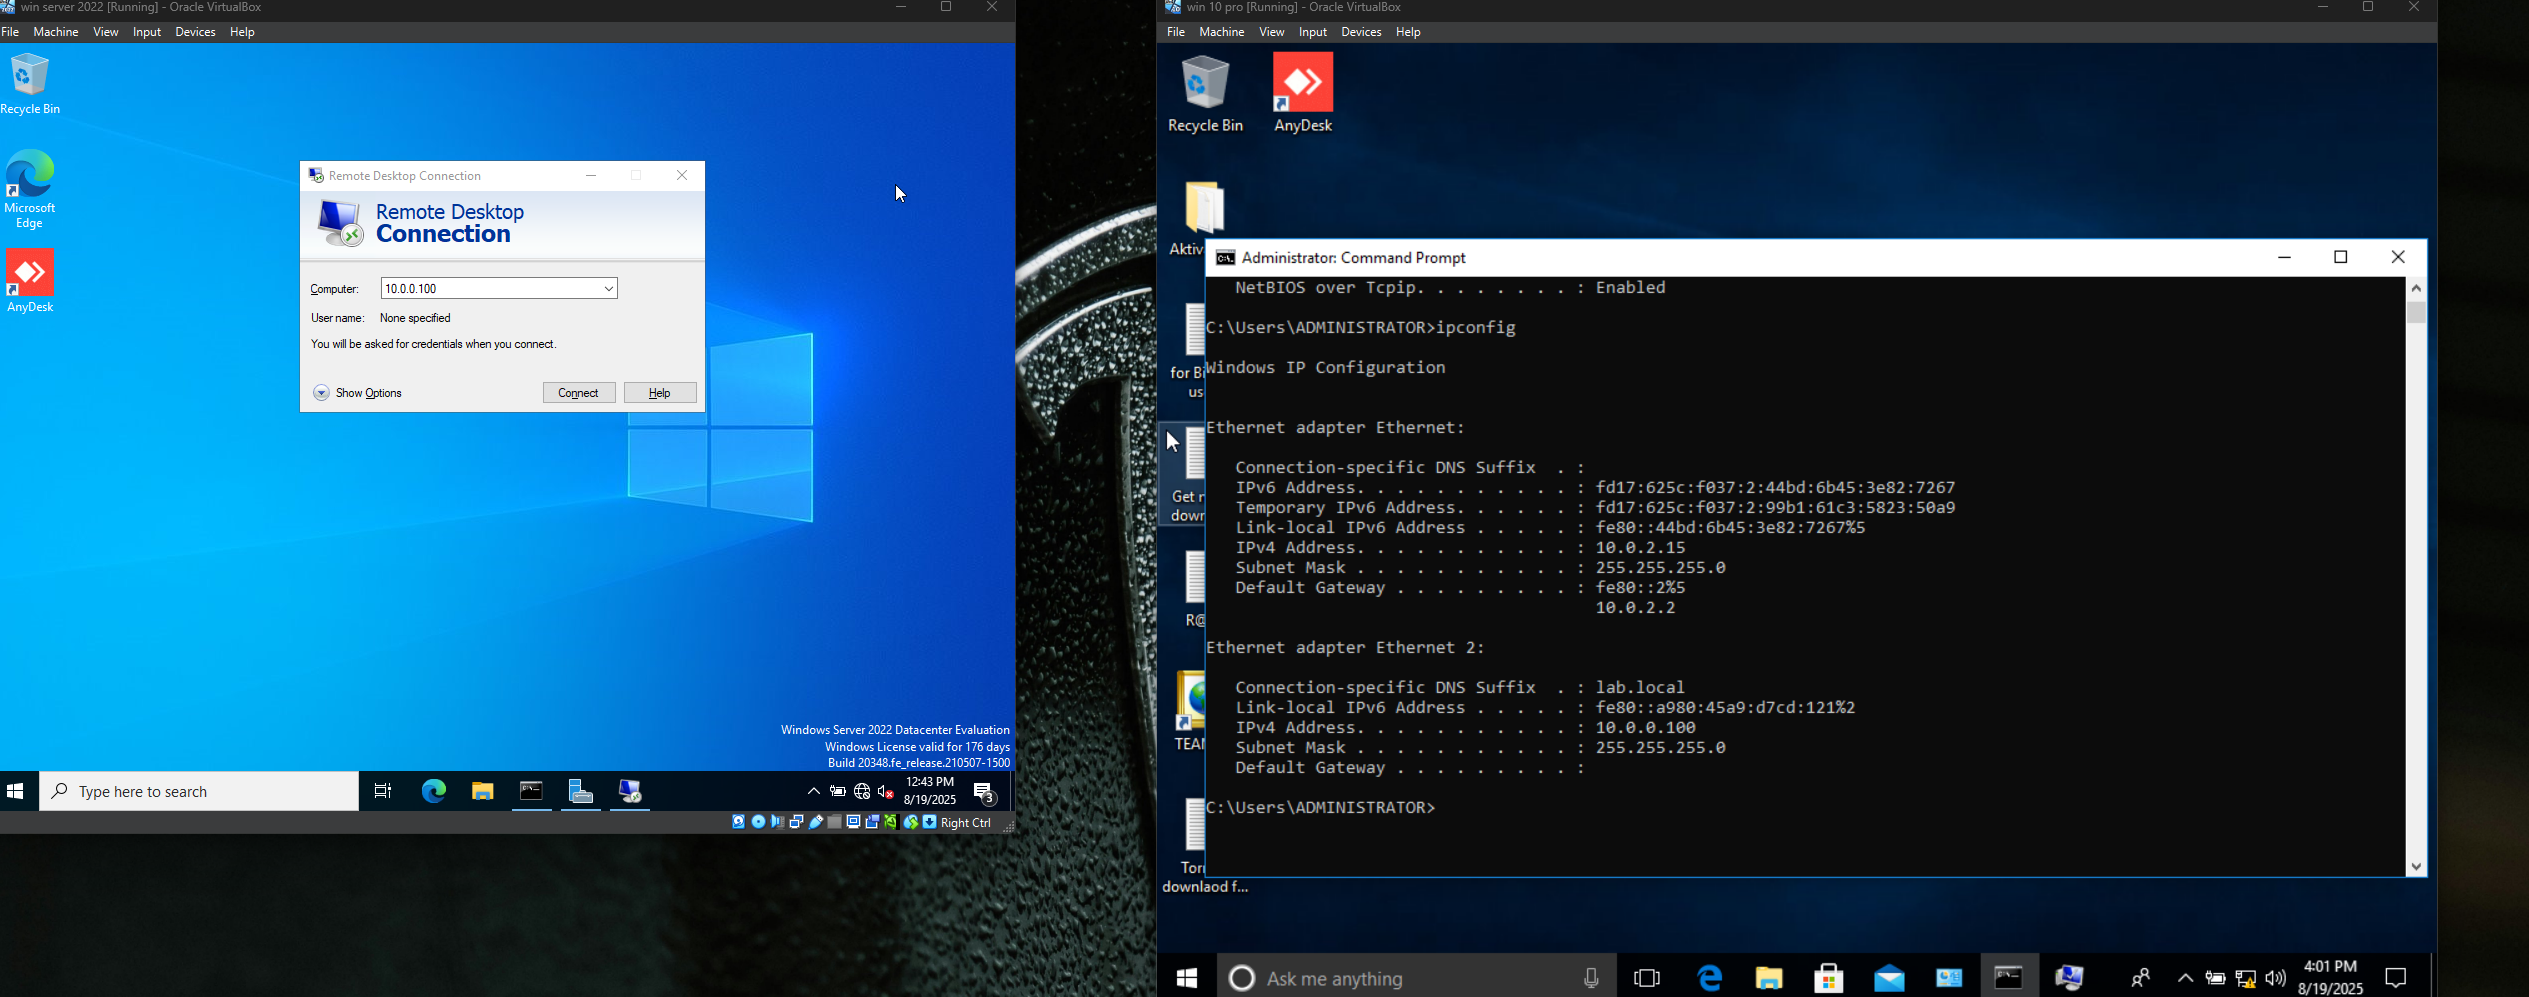 win server 2022 [Running] - Oracle VirtualBox
File Machine View Input Devices Help
Recycle Bin
Microsoft
Edge
AnyDesk
Remote Desktop Connection
Remote Desktop
Connection
Computer: 10.0.0.100
User name: None specified
You will be asked for credentials when you connect.
Show Options Connect Help
Windows Server 2022 Datacenter Evaluation
Windows License valid for 176 days
Build 20348.fe_release.210507-1500
Type here to search
12:43 PM
8/19/2025
3
Right Ctrl
win 10 pro [Running] - Oracle VirtualBox
File Machine View Input Devices Help
Recycle Bin
AnyDesk
Aktiv
for Bi
us
Get r
down
R@
TEAM
Torr
downlaod f...
Administrator: Command Prompt
NetBIOS over Tcpip. . . . . . . . : Enabled
C:\Users\ADMINISTRATOR>ipconfig
Windows IP Configuration
Ethernet adapter Ethernet:
Connection-specific DNS Suffix  . :
IPv6 Address. . . . . . . . . . . : fd17:625c:f037:2:44bd:6b45:3e82:7267
Temporary IPv6 Address. . . . . . : fd17:625c:f037:2:99b1:61c3:5823:50a9
Link-local IPv6 Address . . . . . : fe80::44bd:6b45:3e82:7267%5
IPv4 Address. . . . . . . . . . . : 10.0.2.15
Subnet Mask . . . . . . . . . . . : 255.255.255.0
Default Gateway . . . . . . . . . : fe80::2%5
10.0.2.2
Ethernet adapter Ethernet 2:
Connection-specific DNS Suffix  . : lab.local
Link-local IPv6 Address . . . . . : fe80::a980:45a9:d7cd:121%2
IPv4 Address. . . . . . . . . . . : 10.0.0.100
Subnet Mask . . . . . . . . . . . : 255.255.255.0
Default Gateway . . . . . . . . . :
C:\Users\ADMINISTRATOR>
Ask me anything
4:01 PM
8/19/2025